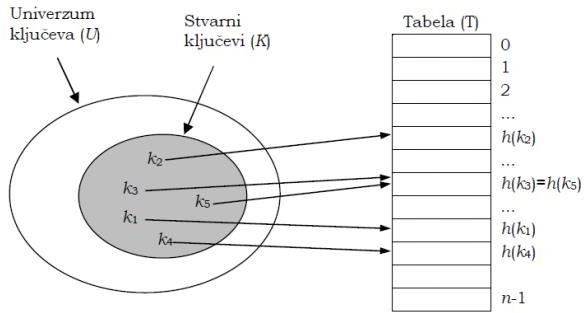 Univerzum
ključeva (U)
Stvarni
ključevi (K)
Tabela (T)
0
1
2
...
h(k2)
...
h(k3)=h(k5)
...
h(k1)
h(k4)
n-1
k2
k3
k5
k1
k4